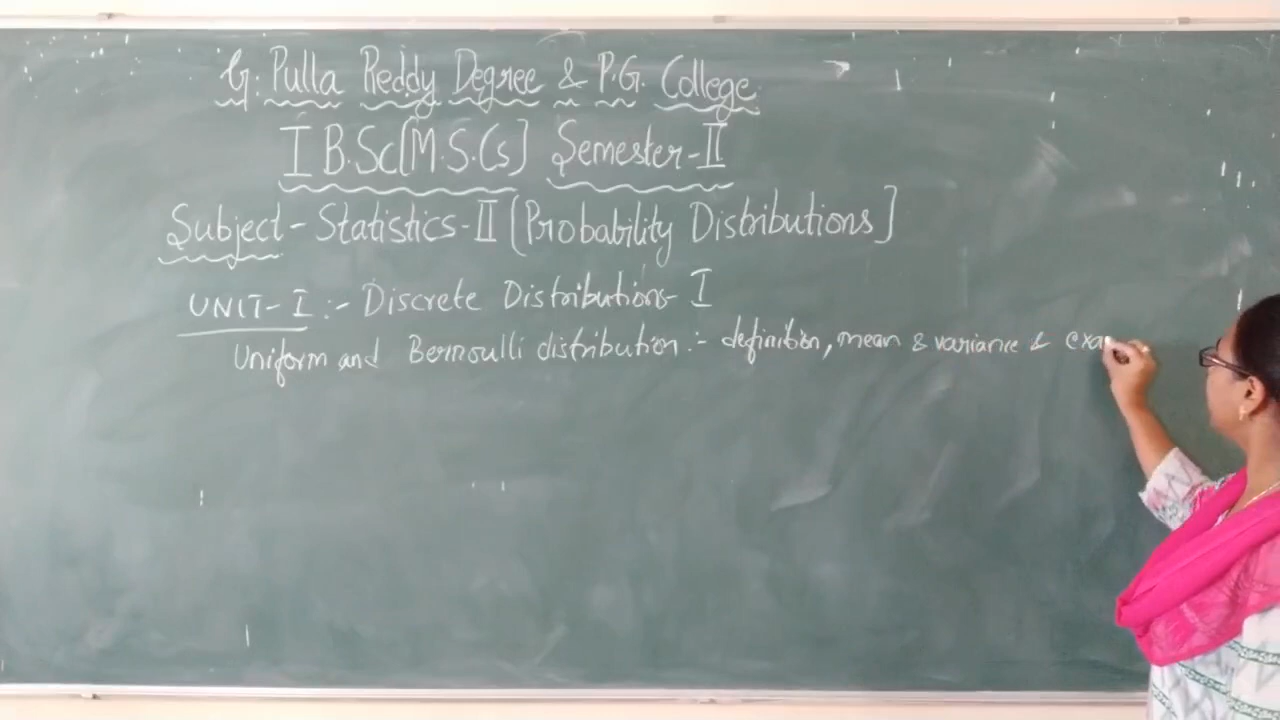 G. Pulla Reddy Degree & P.G. College
I B.Sc[M.S.Cs] Semester-II
Subject - Statistics-II [Probability Distributions]
UNIT-I :- Discrete Distributions-I
Uniform and Bernoulli distribution :- definition, mean & variance & exa